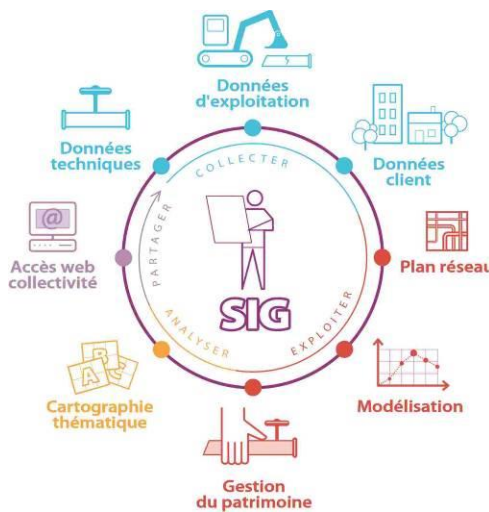 Données
d'exploitation
Données
techniques
Données
client
COLLECTER
PARTAGER
@
Accès web
collectivité
Plan réseau
SIG
ANALYSER
EXPLOITER
A
B
C
Cartographie
thématique
Modélisation
Gestion
du patrimoine